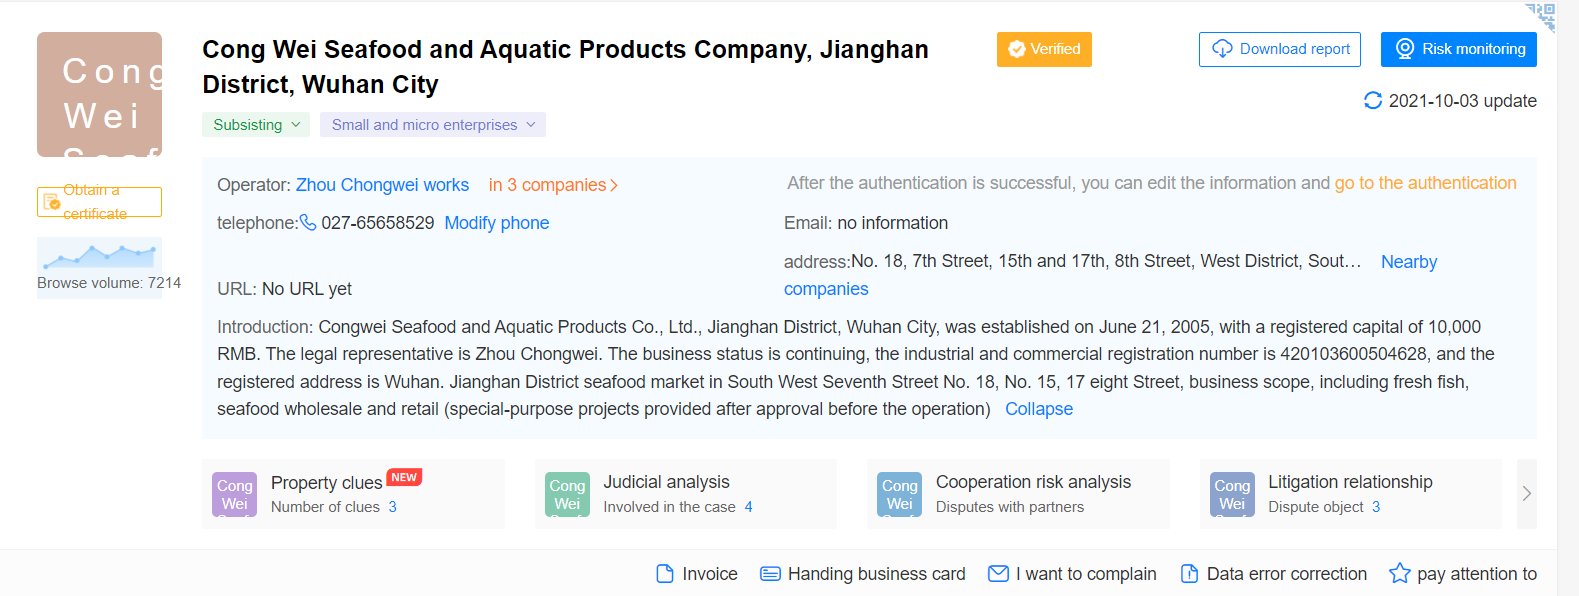 Cong
Wei
Obtain a
certificate
Browse volume: 7214
Cong Wei Seafood and Aquatic Products Company, Jianghan
District, Wuhan City
Verified
Download report
Risk monitoring
2021-10-03 update
Subsisting
Small and micro enterprises
Operator: Zhou Chongwei works in 3 companies
After the authentication is successful, you can edit the information and go to the authentication
telephone: 027-65658529 Modify phone
Email: no information
address:No. 18, 7th Street, 15th and 17th, 8th Street, West District, Sout… Nearby
companies
URL: No URL yet
Introduction: Congwei Seafood and Aquatic Products Co., Ltd., Jianghan District, Wuhan City, was established on June 21, 2005, with a registered capital of 10,000
RMB. The legal representative is Zhou Chongwei. The business status is continuing, the industrial and commercial registration number is 420103600504628, and the
registered address is Wuhan. Jianghan District seafood market in South West Seventh Street No. 18, No. 15, 17 eight Street, business scope, including fresh fish,
seafood wholesale and retail (special-purpose projects provided after approval before the operation) Collapse
Cong
Wei
Property clues NEW
Number of clues 3
Cong
Wei
Judicial analysis
Involved in the case 4
Cong
Wei
Cooperation risk analysis
Disputes with partners
Cong
Wei
Litigation relationship
Dispute object 3
Invoice
Handing business card
I want to complain
Data error correction
pay attention to